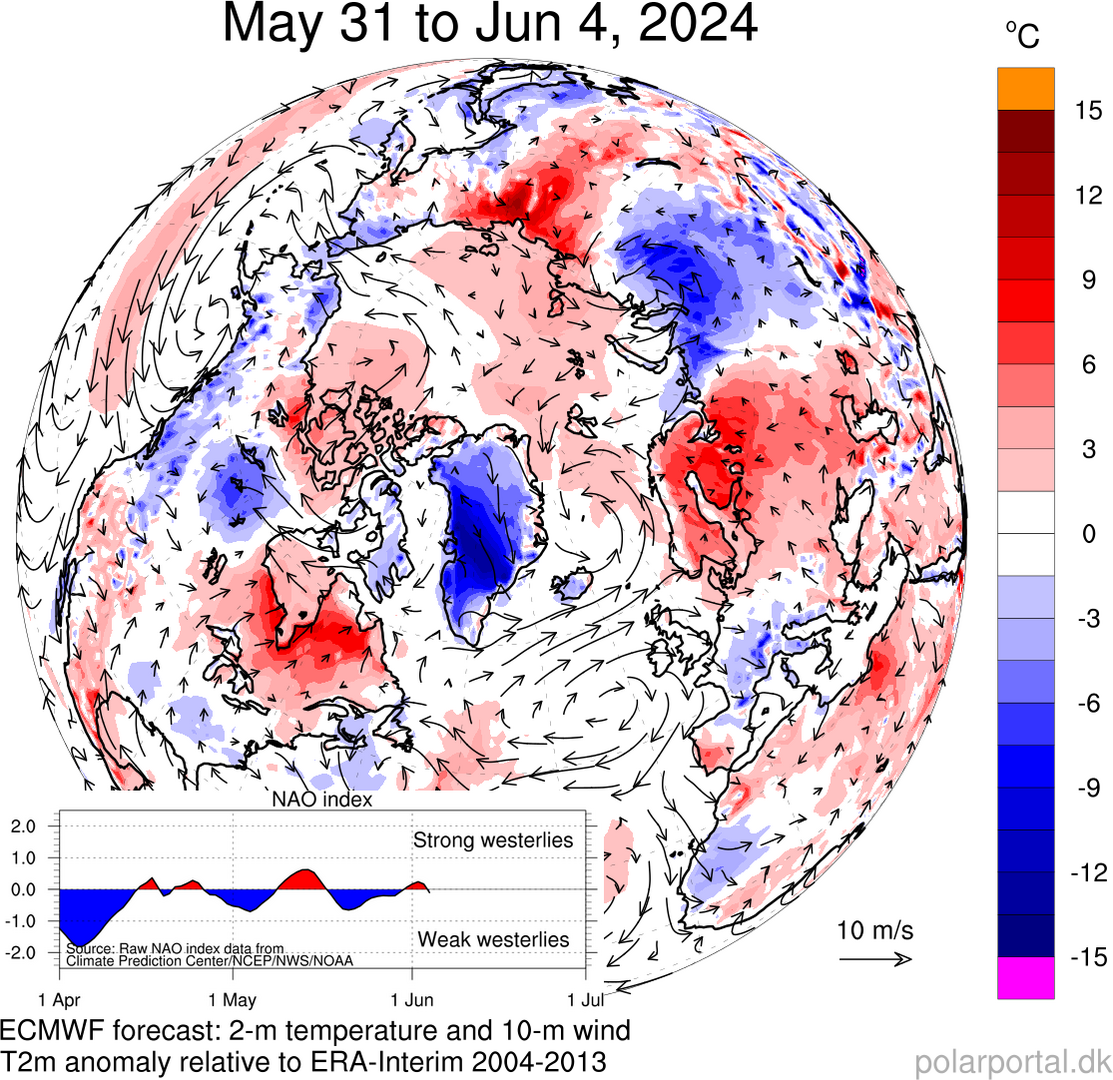 May 31 to Jun 4, 2024
°C
15
12
9
6
3
0
-3
-6
-9
-12
-15
NAO index
2.0
1.0
0.0
-1.0
-2.0
Strong westerlies
Weak westerlies
Source: Raw NAO index data from
Climate Prediction Center/NCEP/NWS/NOAA
1 Apr 1 May 1 Jun 1 Jul
10 m/s
ECMWF forecast: 2-m temperature and 10-m wind
T2m anomaly relative to ERA-Interim 2004-2013
polarportal.dk